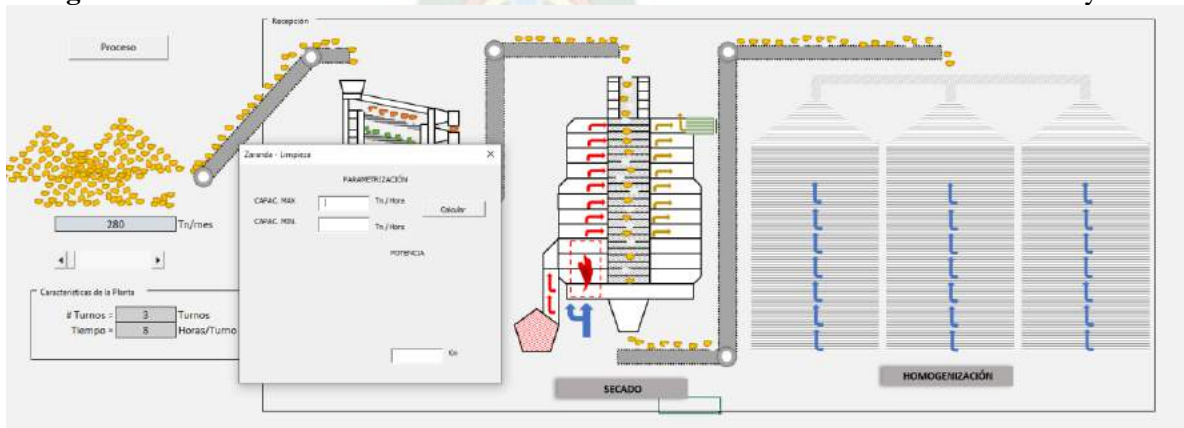 Recepción
Proceso
Zaranda - Limpieza
PARAMETRIZACIÓN
CAPAC. MAX Tn./Hora
Calcular
CAPAC. MIN. Tn./Hora
280 Tn/mes
POTENCIA
Características de la Planta
# Turnos = 3 Turnos
Tiempo = 8 Horas/Turno
HOMOGENIZACIÓN
SECADO